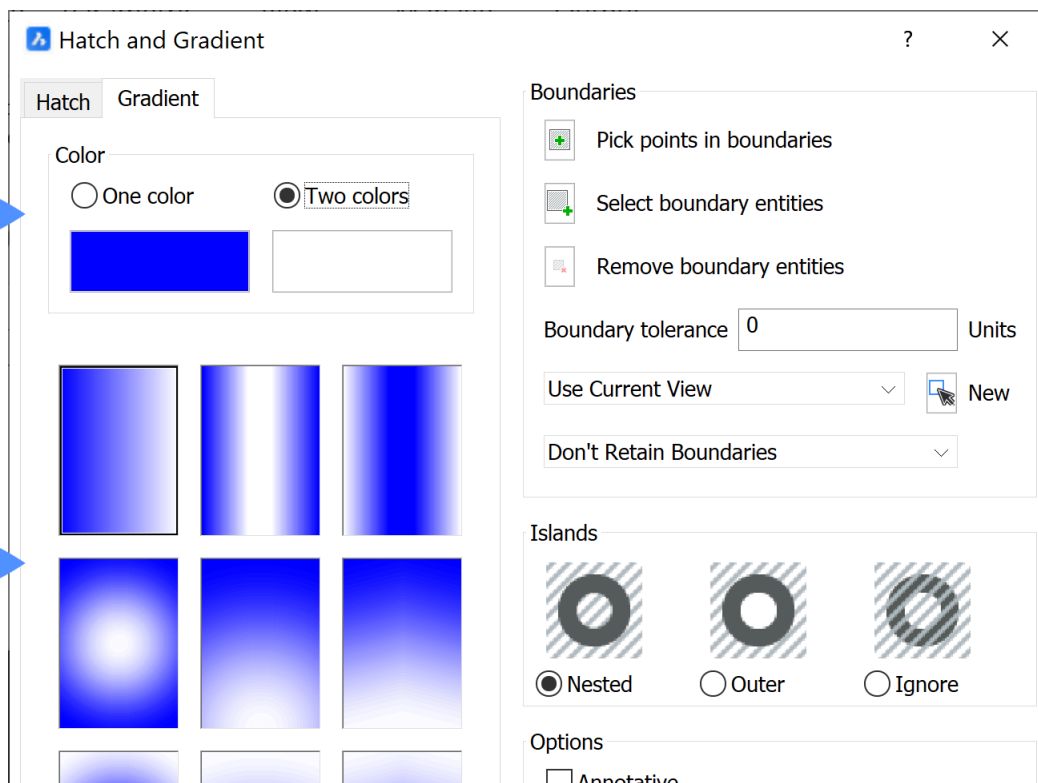 Hatch and Gradient
?
Hatch
Gradient
Color
One color
Two colors
Boundaries
Pick points in boundaries
Select boundary entities
Remove boundary entities
Boundary tolerance 0 Units
Use Current View
New
Don't Retain Boundaries
Islands
Nested
Outer
Ignore
Options
Annotative